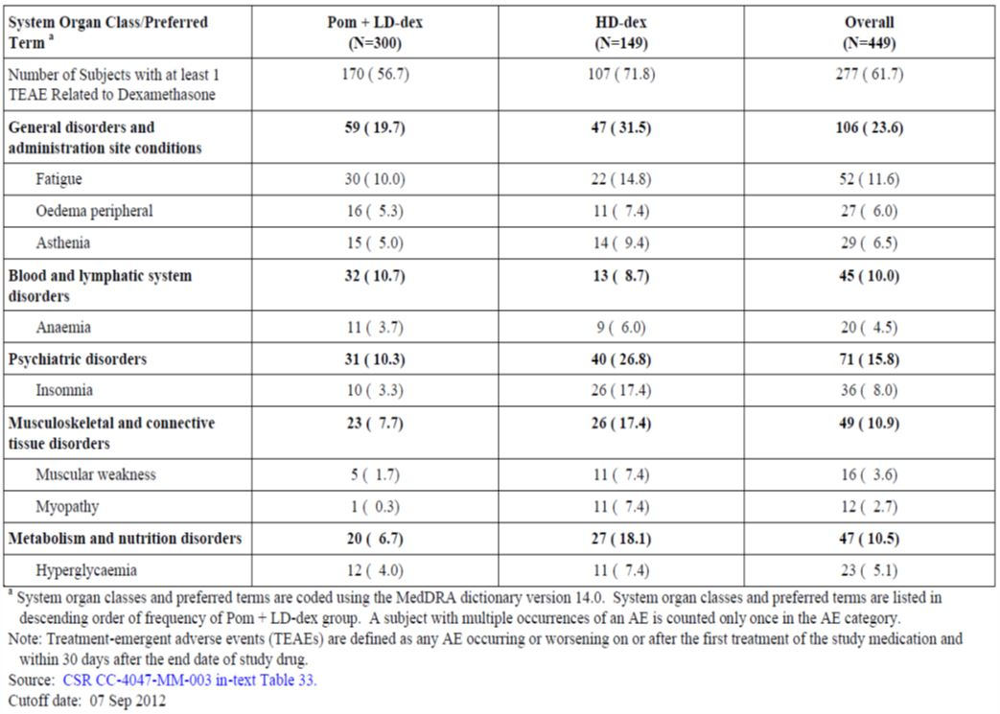 System Organ Class/Preferred Term a Pom + LD-dex (N=300) HD-dex (N=149) Overall (N=449)
Number of Subjects with at least 1 TEAE Related to Dexamethasone 170 ( 56.7) 107 ( 71.8) 277 ( 61.7)
General disorders and administration site conditions 59 ( 19.7) 47 ( 31.5) 106 ( 23.6)
Fatigue 30 ( 10.0) 22 ( 14.8) 52 ( 11.6)
Oedema peripheral 16 ( 5.3) 11 ( 7.4) 27 ( 6.0)
Asthenia 15 ( 5.0) 14 ( 9.4) 29 ( 6.5)
Blood and lymphatic system disorders 32 ( 10.7) 13 ( 8.7) 45 ( 10.0)
Anaemia 11 ( 3.7) 9 ( 6.0) 20 ( 4.5)
Psychiatric disorders 31 ( 10.3) 40 ( 26.8) 71 ( 15.8)
Insomnia 10 ( 3.3) 26 ( 17.4) 36 ( 8.0)
Musculoskeletal and connective tissue disorders 23 ( 7.7) 26 ( 17.4) 49 ( 10.9)
Muscular weakness 5 ( 1.7) 11 ( 7.4) 16 ( 3.6)
Myopathy 1 ( 0.3) 11 ( 7.4) 12 ( 2.7)
Metabolism and nutrition disorders 20 ( 6.7) 27 ( 18.1) 47 ( 10.5)
Hyperglycaemia 12 ( 4.0) 11 ( 7.4) 23 ( 5.1)
a System organ classes and preferred terms are coded using the MedDRA dictionary version 14.0. System organ classes and preferred terms are listed in
descending order of frequency of Pom + LD-dex group. A subject with multiple occurrences of an AE is counted only once in the AE category.
Note: Treatment-emergent adverse events (TEAEs) are defined as any AE occurring or worsening on or after the first treatment of the study medication and
within 30 days after the end date of study drug.
Source: CSR CC-4047-MM-003 in-text Table 33.
Cutoff date: 07 Sep 2012